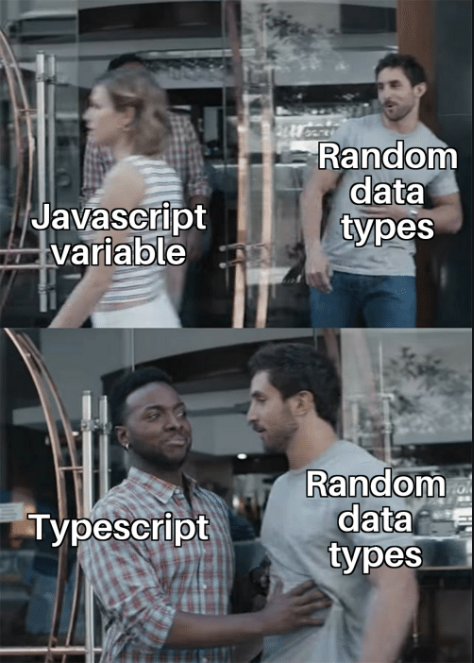 Random
data
types
Javascript
variable
Typescript
Random
data
types